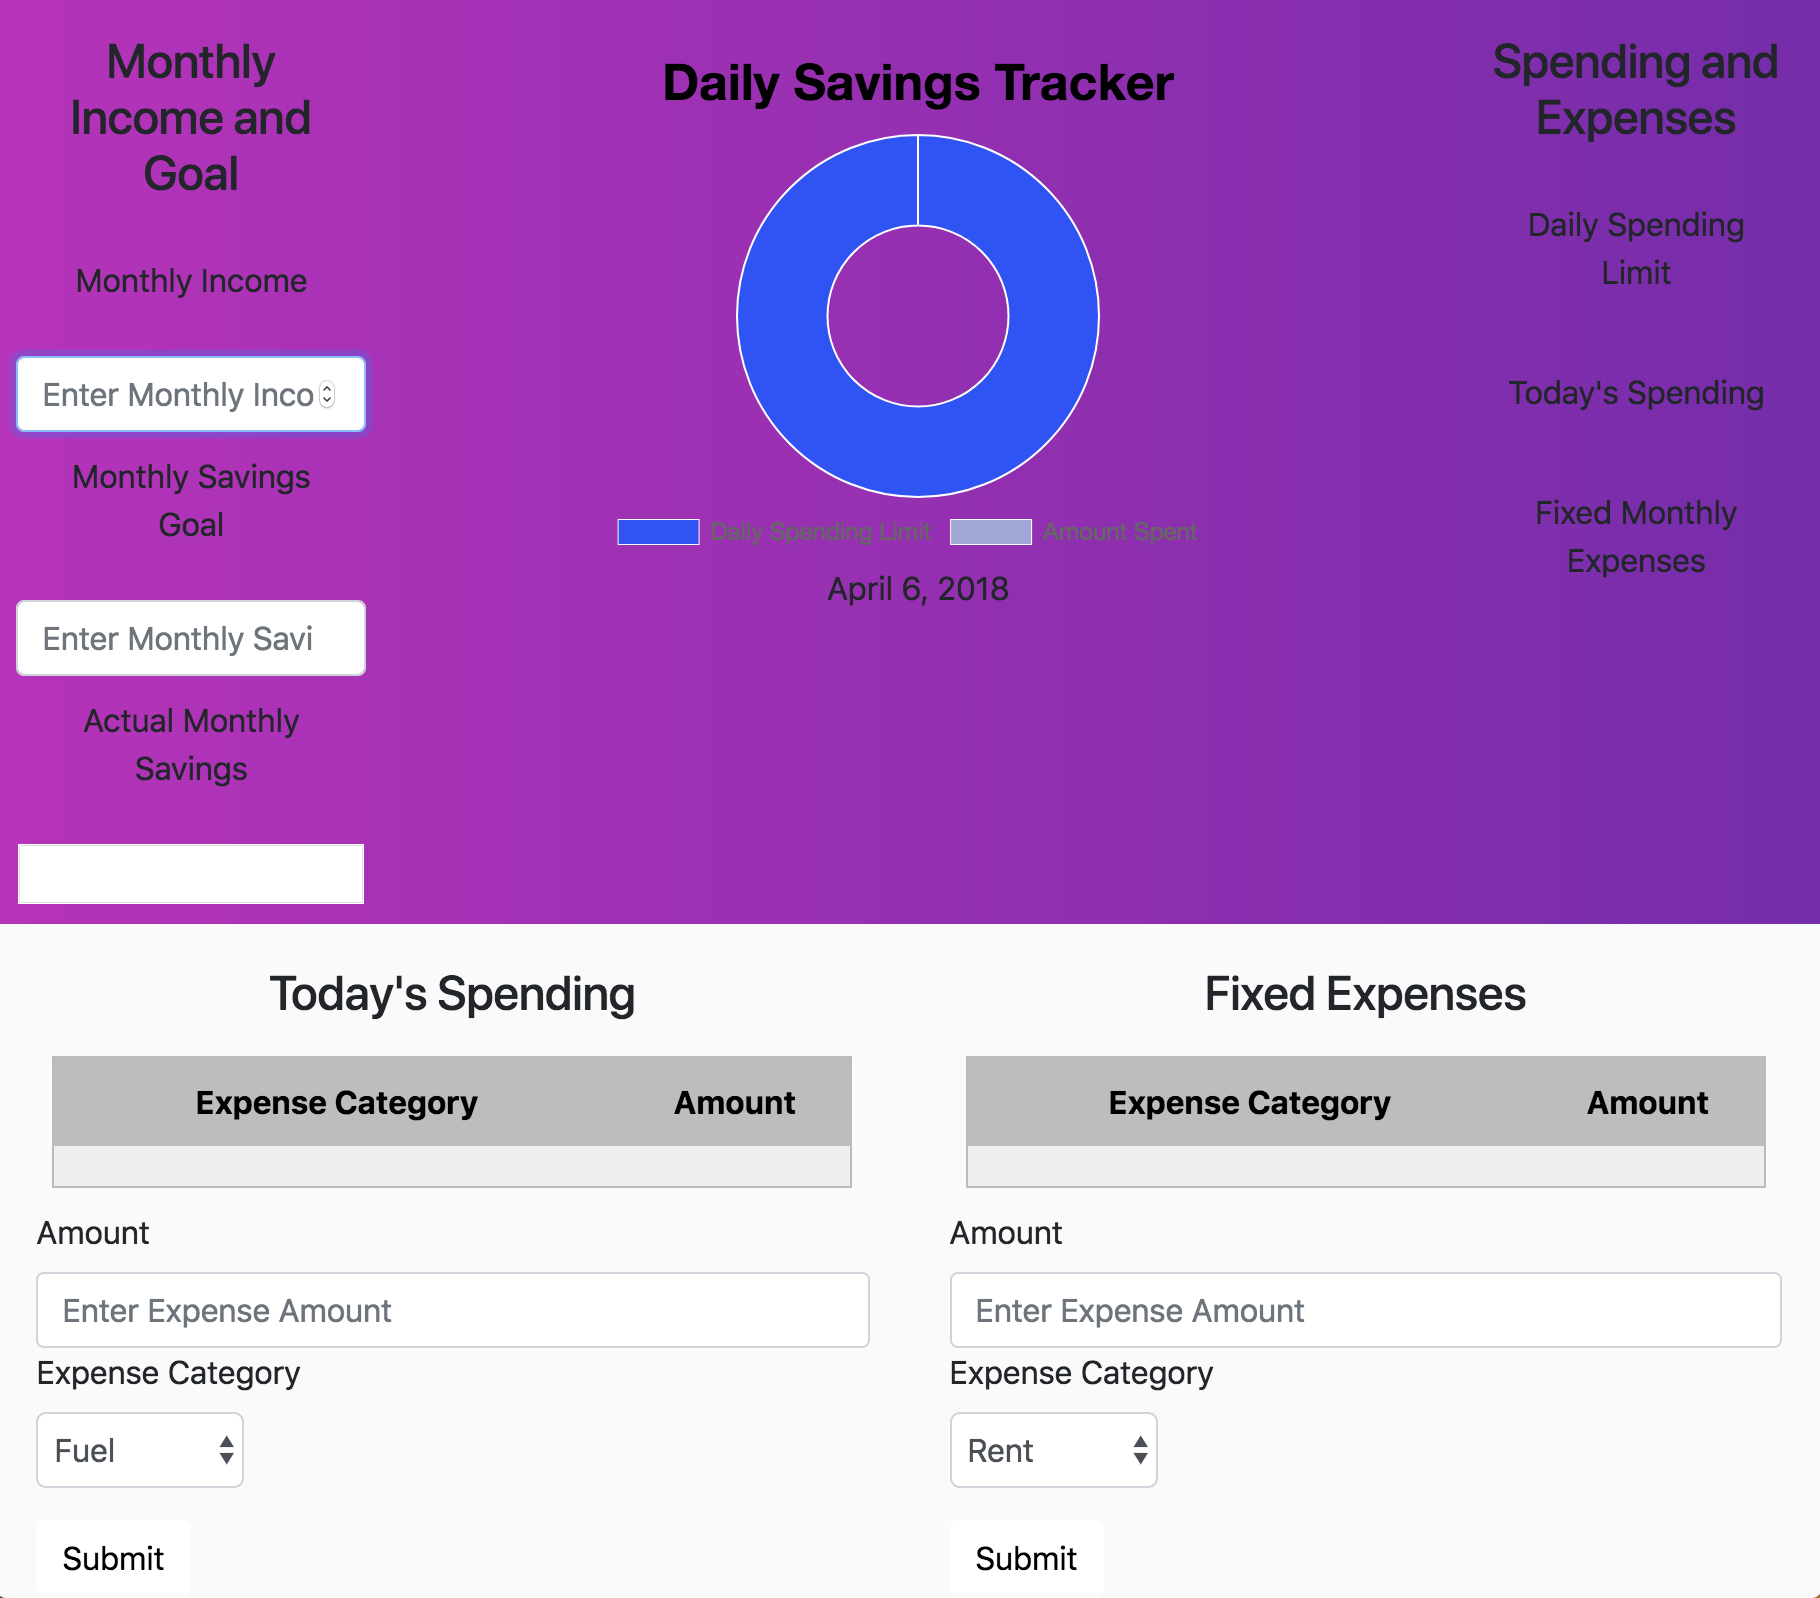 Monthly
Income and
Goal
Monthly Income
Enter Monthly Inco
Monthly Savings
Goal
Enter Monthly Savi
Actual Monthly
Savings
Daily Savings Tracker
Daily Spending Limit
Amount Spent
April 6, 2018
Spending and
Expenses
Daily Spending
Limit
Today's Spending
Fixed Monthly
Expenses
Today's Spending
Expense Category Amount
Amount
Enter Expense Amount
Expense Category
Fuel
Submit
Fixed Expenses
Expense Category Amount
Amount
Enter Expense Amount
Expense Category
Rent
Submit